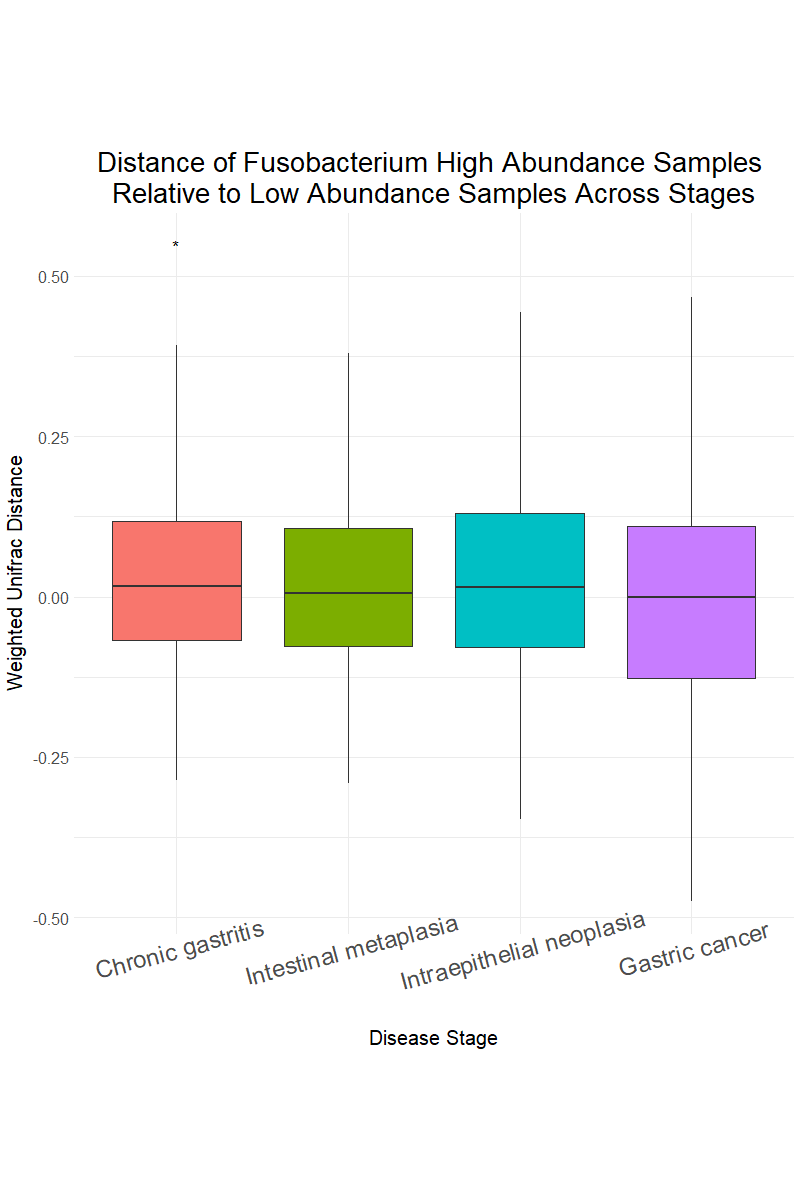 Distance of Fusobacterium High Abundance Samples
Relative to Low Abundance Samples Across Stages
*
0.50
0.25
0.00
-0.25
-0.50
Weighted Unifrac Distance
Chronic gastritis
Intestinal metaplasia
Intraepithelial neoplasia
Gastric cancer
Disease Stage